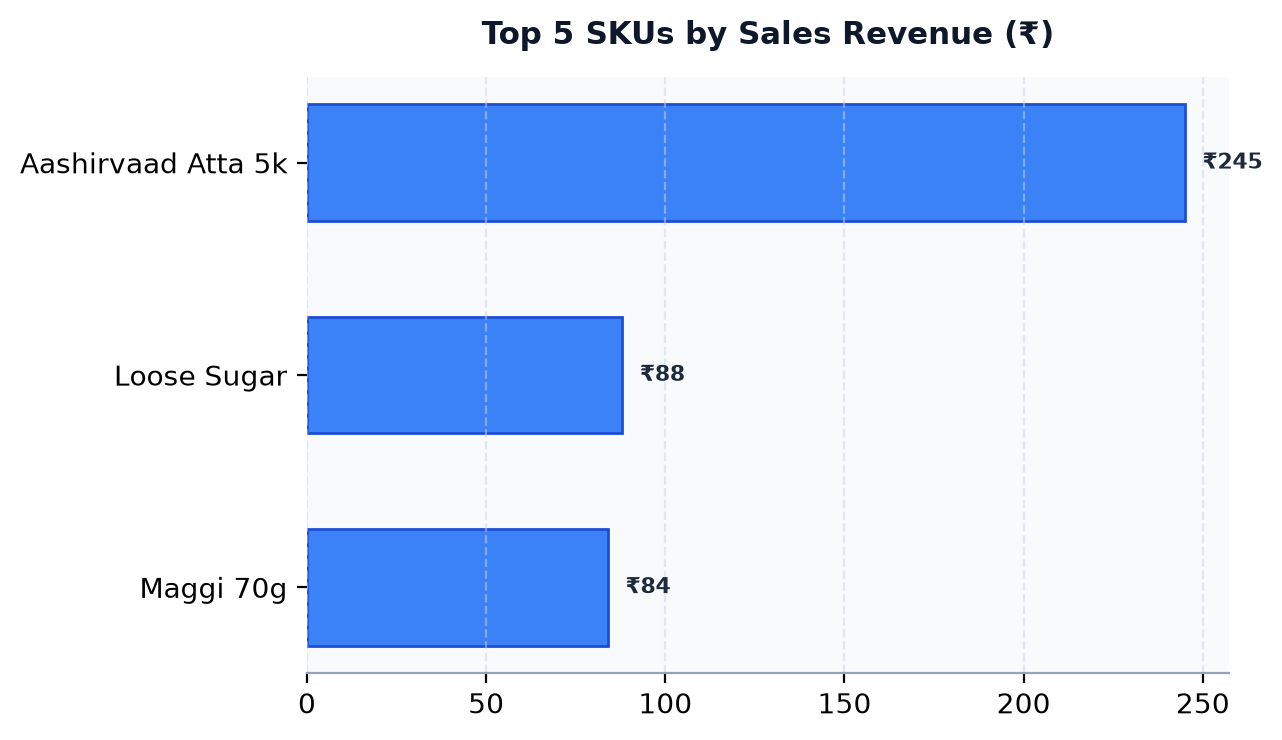 Top 5 SKUs by Sales Revenue (₹)
Aashirvaad Atta 5k
₹245
Loose Sugar
₹88
Maggi 70g
₹84
0 50 100 150 200 250